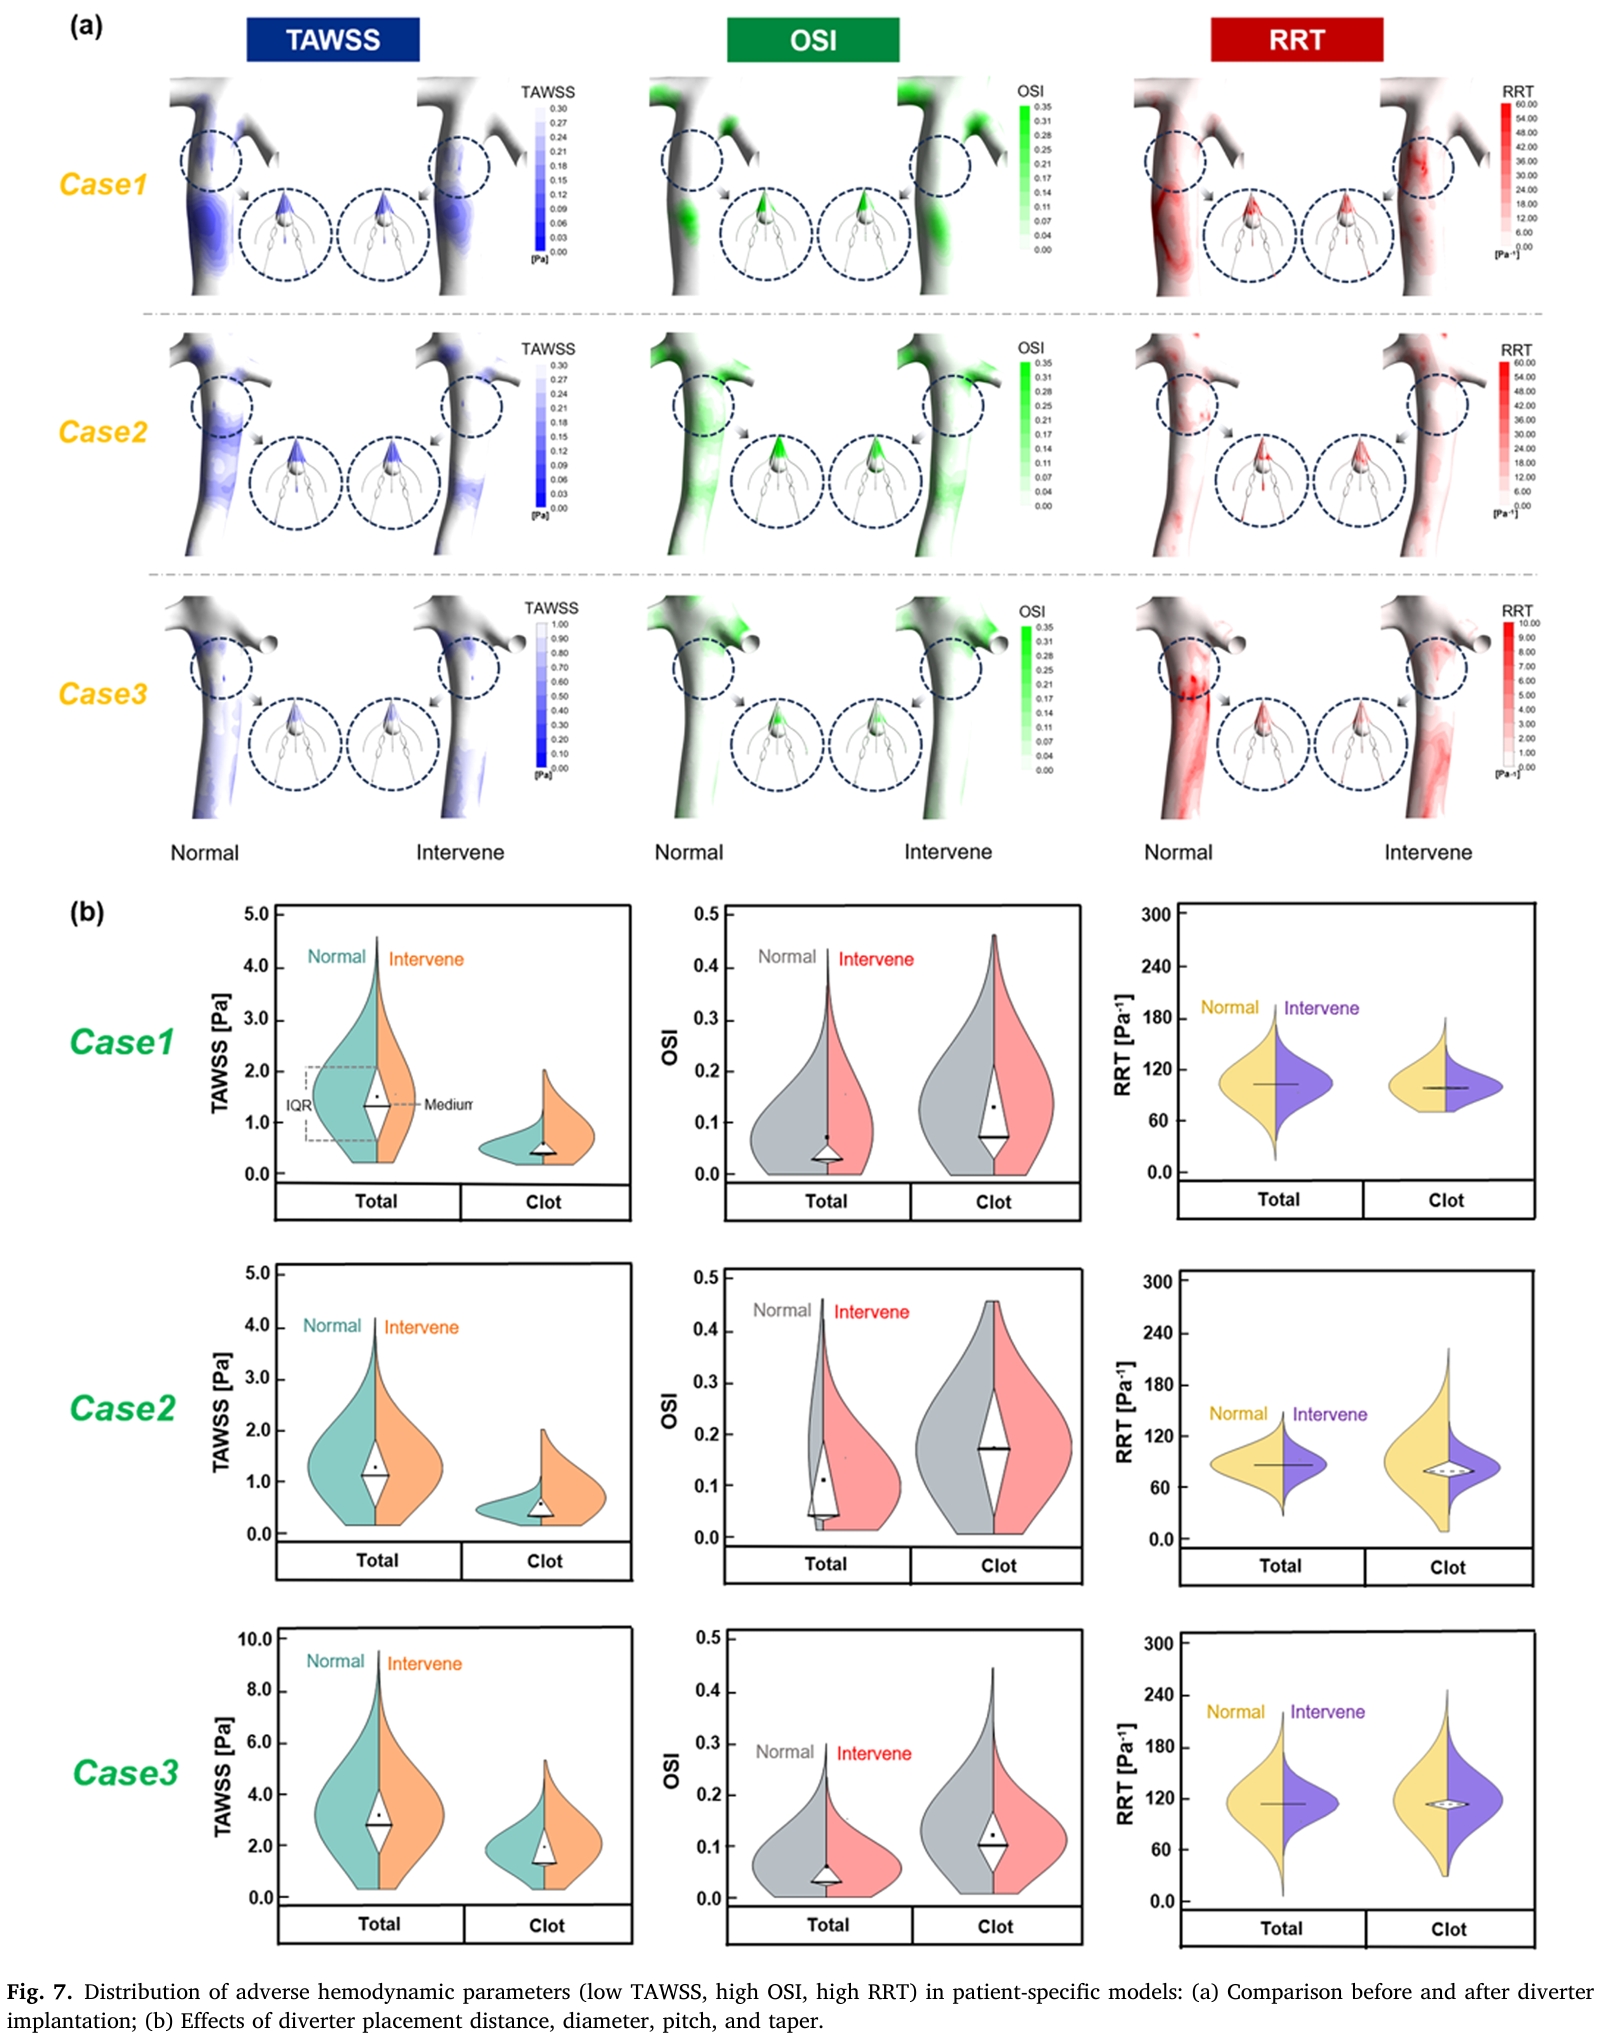 (a)
TAWSS OSI RRT
Case1
TAWSS
0.30
0.27
0.24
0.21
0.18
0.15
0.12
0.09
0.06
0.03
0.00
[Pa]
OSI
0.35
0.31
0.28
0.25
0.21
0.17
0.14
0.11
0.07
0.04
0.00
RRT
60.00
54.00
48.00
42.00
36.00
30.00
24.00
18.00
12.00
6.00
0.00
[Pa⁻¹]
Case2
TAWSS
0.30
0.27
0.24
0.21
0.18
0.15
0.12
0.09
0.06
0.03
0.00
[Pa]
OSI
0.35
0.31
0.28
0.25
0.21
0.17
0.14
0.11
0.07
0.04
0.00
RRT
60.00
54.00
48.00
42.00
36.00
30.00
24.00
18.00
12.00
6.00
0.00
[Pa⁻¹]
Case3
TAWSS
1.00
0.90
0.80
0.70
0.60
0.50
0.40
0.30
0.20
0.10
0.00
[Pa]
OSI
0.35
0.31
0.28
0.25
0.21
0.17
0.14
0.11
0.07
0.04
0.00
RRT
10.00
9.00
8.00
7.00
6.00
5.00
4.00
3.00
2.00
1.00
0.00
[Pa⁻¹]
Normal Intervene Normal Intervene Normal Intervene
(b)
Case1
TAWSS [Pa]
5.0
4.0
3.0
2.0
1.0
0.0
Normal Intervene
IQR
Medium
Total Clot
OSI
0.5
0.4
0.3
0.2
0.1
0.0
Normal Intervene
Total Clot
RRT [Pa⁻¹]
300
240
180
120
60
0.0
Normal Intervene
Total Clot
Case2
TAWSS [Pa]
5.0
4.0
3.0
2.0
1.0
0.0
Normal Intervene
Total Clot
OSI
0.5
0.4
0.3
0.2
0.1
0.0
Normal Intervene
Total Clot
RRT [Pa⁻¹]
300
240
180
120
60
0.0
Normal Intervene
Total Clot
Case3
TAWSS [Pa]
10.0
8.0
6.0
4.0
2.0
0.0
Normal Intervene
Total Clot
OSI
0.5
0.4
0.3
0.2
0.1
0.0
Normal Intervene
Total Clot
RRT [Pa⁻¹]
300
240
180
120
60
0.0
Normal Intervene
Total Clot
Fig. 7. Distribution of adverse hemodynamic parameters (low TAWSS, high OSI, high RRT) in patient-specific models: (a) Comparison before and after diverter
implantation; (b) Effects of diverter placement distance, diameter, pitch, and taper.